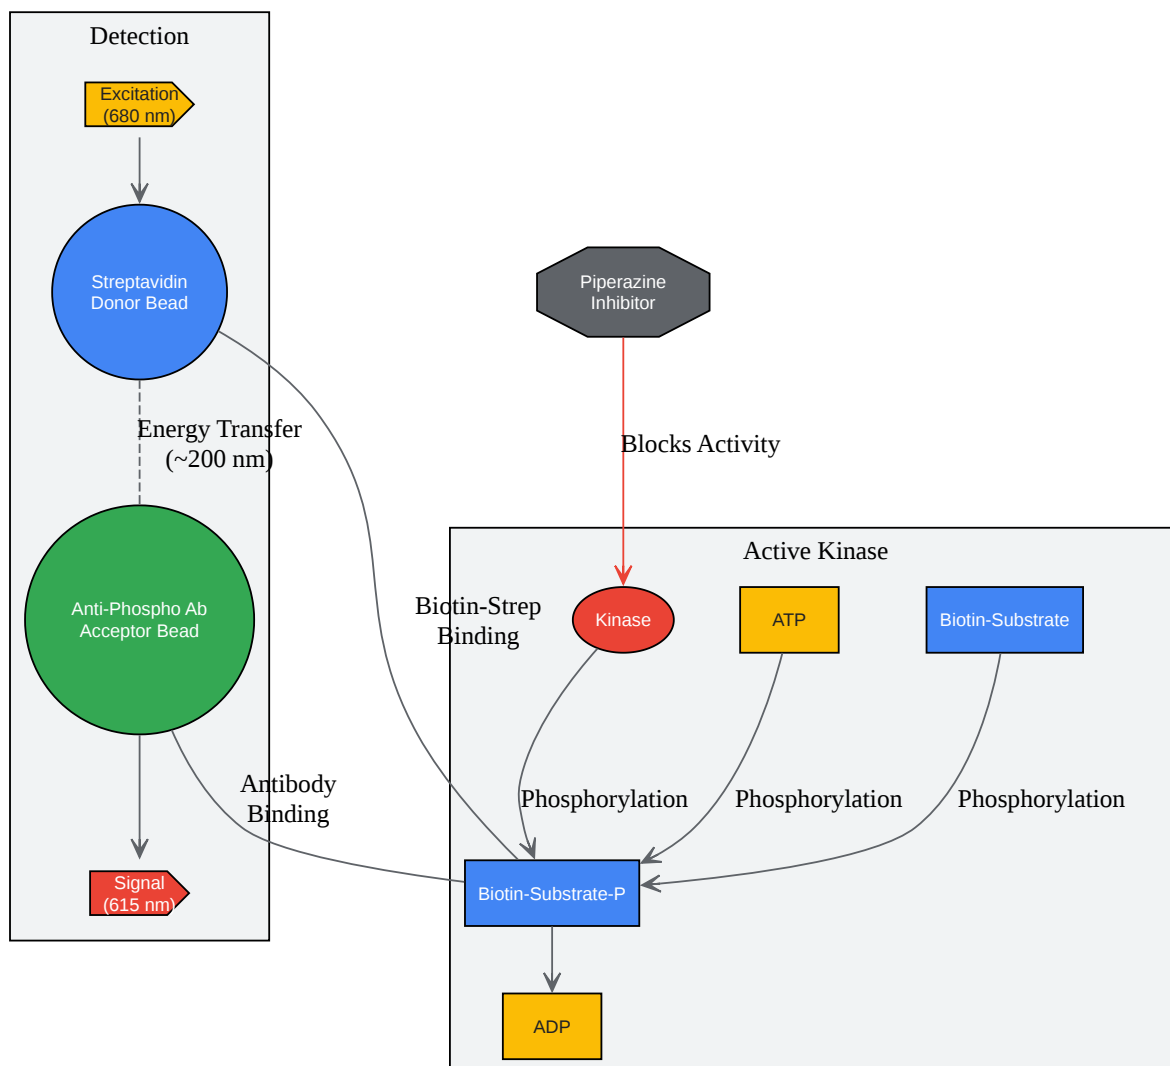 Detection
Excitation
(680 nm)
Streptavidin
Donor Bead
Piperazine
Inhibitor
Energy Transfer
(~200 nm)
Blocks Activity
Active Kinase
Anti-Phospho Ab
Acceptor Bead
Biotin-Strep
Binding
Kinase
ATP
Biotin-Substrate
Antibody
Binding
Phosphorylation
Phosphorylation
Phosphorylation
Signal
(615 nm)
Biotin-Substrate-P
ADP